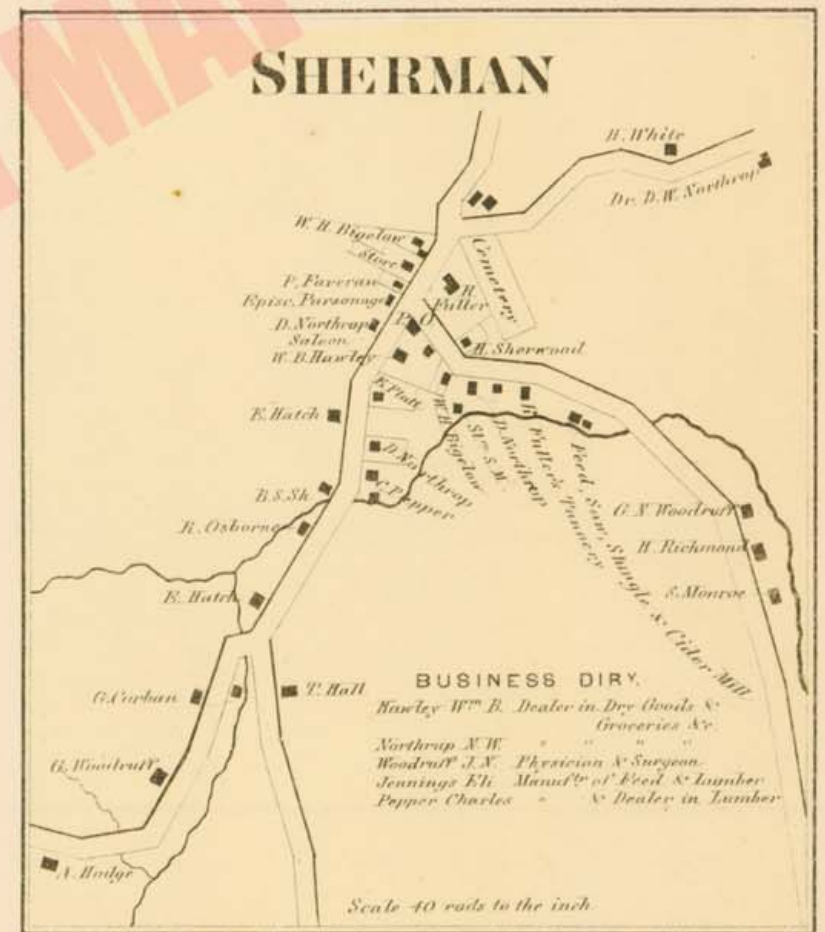 MAP
SHERMAN
H. White
Dr. D. W. Northrop
W. H. Bigelow
Store
Cemetery
R. Fuller
Episc. Parsonage
P. O.
D. Northrop
Saloon
W. B. Hawley
H. Sherwood
E. Platt
E. Hatch
W. H. Bigelow
St. S. M.
D. Northrop
R. Fuller's Tannery
Feed, Saw, Shingle & Cider Mill
D. Northrop
C. Pepper
B. S. Sh.
R. Osborne
G. N. Woodruff
H. Richmond
S. Monroe
E. Hatch
T. Hall
G. Woodruff
A. Hodge
BUSINESS DIRY.
Hawley Wm B. Dealer in Dry Goods &
Groceries &c
Northrop N. W. " " " "
Woodruff J. N. Physician & Surgeon
Jennings Eli Manuftr of Feed & Lumber
Pepper Charles " & Dealer in Lumber
Scale 40 rods to the inch